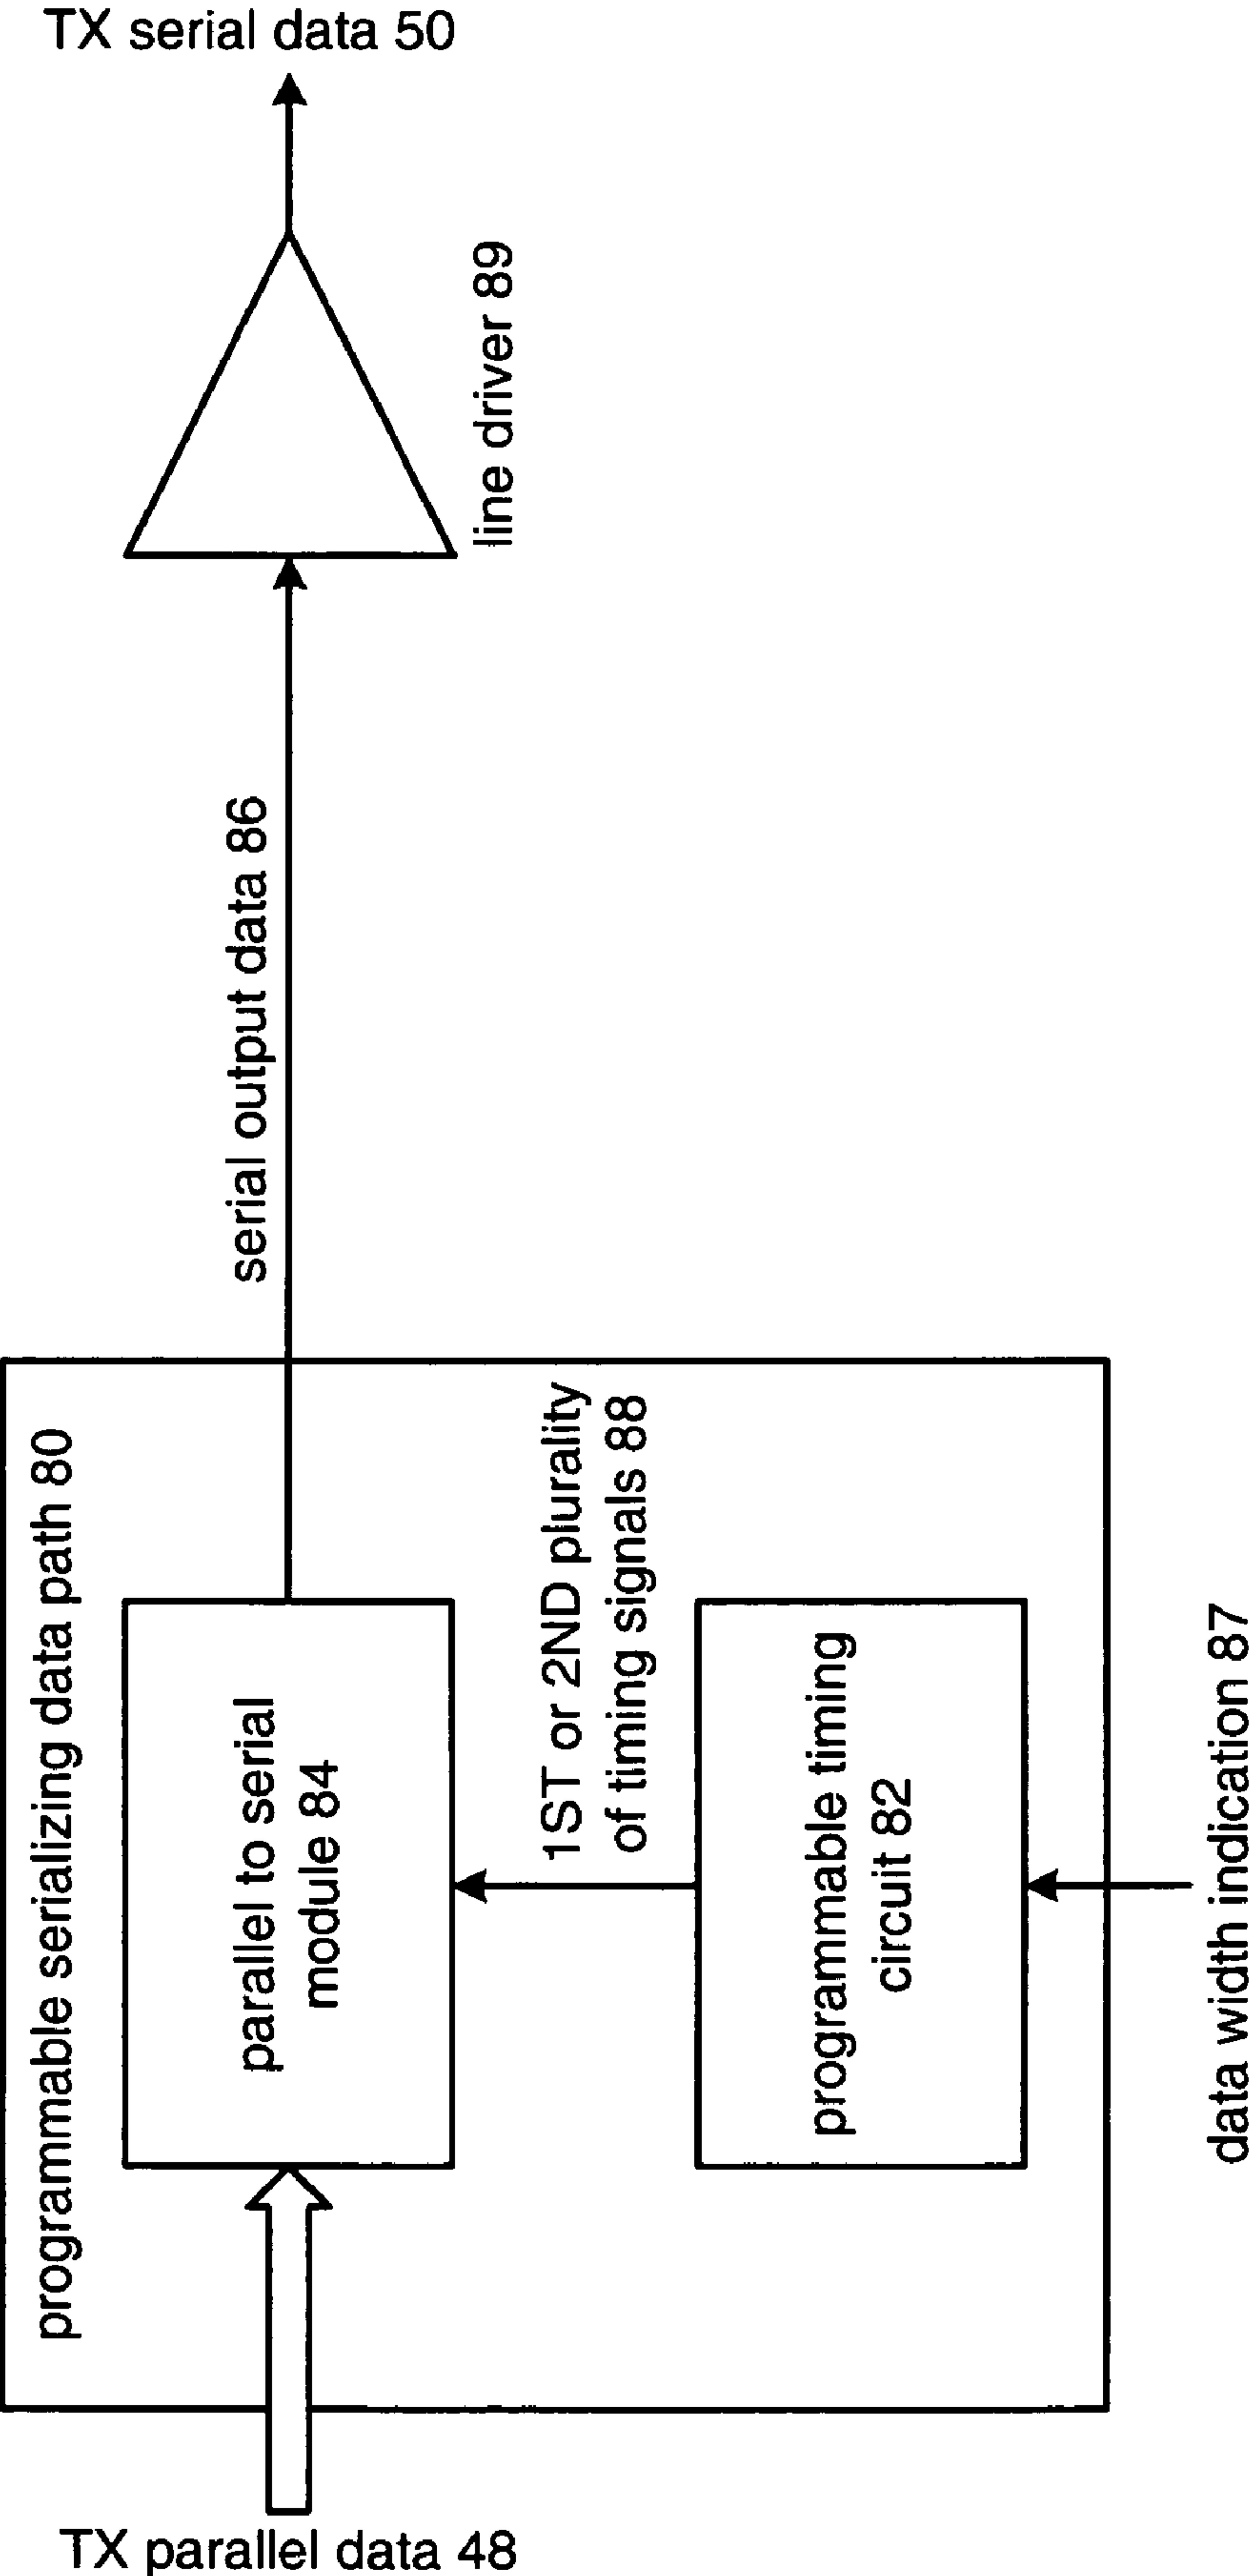 TX serial data 50
line driver 89
serial output data 86
programmable serializing data path 80
parallel to serial
module 84
1ST or 2ND plurality
of timing signals 88
programmable timing
circuit 82
data width indication 87
TX parallel data 48